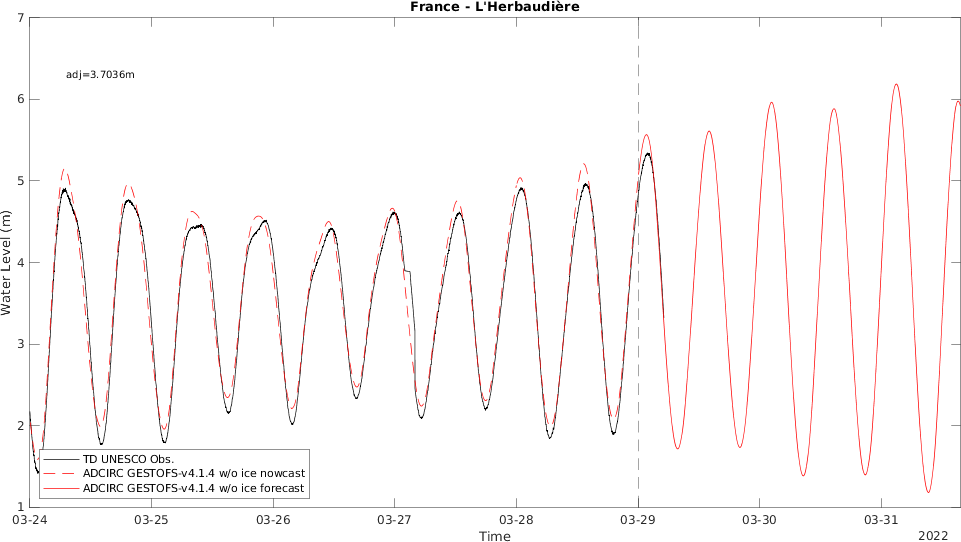 France - L'Herbaudière
7
adj=3.7036m
6
5
4
3
2
1
Water Level (m)
TD UNESCO Obs.
ADCIRC GESTOFS-v4.1.4 w/o ice nowcast
ADCIRC GESTOFS-v4.1.4 w/o ice forecast
03-24 03-25 03-26 03-27 03-28 03-29 03-30 03-31
Time
2022